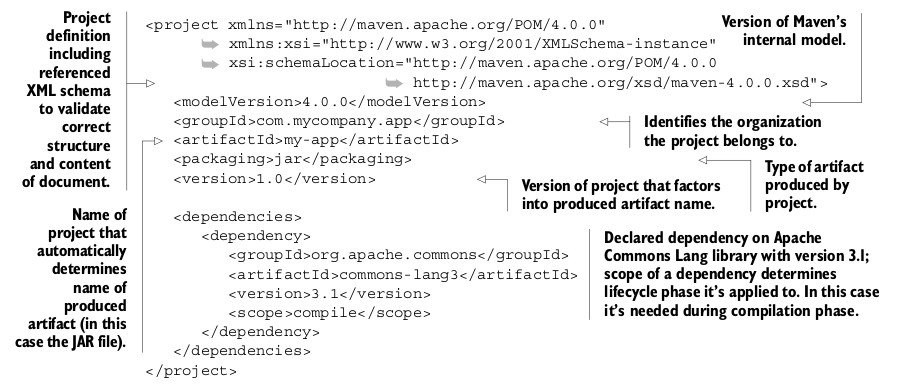 Project
definition
including
referenced
XML schema
to validate
correct
structure
and content
of document.
<project xmlns="http://maven.apache.org/POM/4.0.0"
xmlns:xsi="http://www.w3.org/2001/XMLSchema-instance"
xsi:schemaLocation="http://maven.apache.org/POM/4.0.0
http://maven.apache.org/xsd/maven-4.0.0.xsd">
Version of Maven's
internal model.
<modelVersion>4.0.0</modelVersion>
<groupId>com.mycompany.app</groupId>
Identifies the organization
the project belongs to.
<artifactId>my-app</artifactId>
<packaging>jar</packaging>
Type of artifact
produced by
project.
<version>1.0</version>
Version of project that factors
into produced artifact name.
Name of
project that
automatically
determines
name of
produced
artifact (in this
case the JAR file).
<dependencies>
<dependency>
<groupId>org.apache.commons</groupId>
<artifactId>commons-lang3</artifactId>
<version>3.1</version>
<scope>compile</scope>
</dependency>
</dependencies>
</project>
Declared dependency on Apache
Commons Lang library with version 3.1;
scope of a dependency determines
lifecycle phase it's applied to. In this case
it's needed during compilation phase.